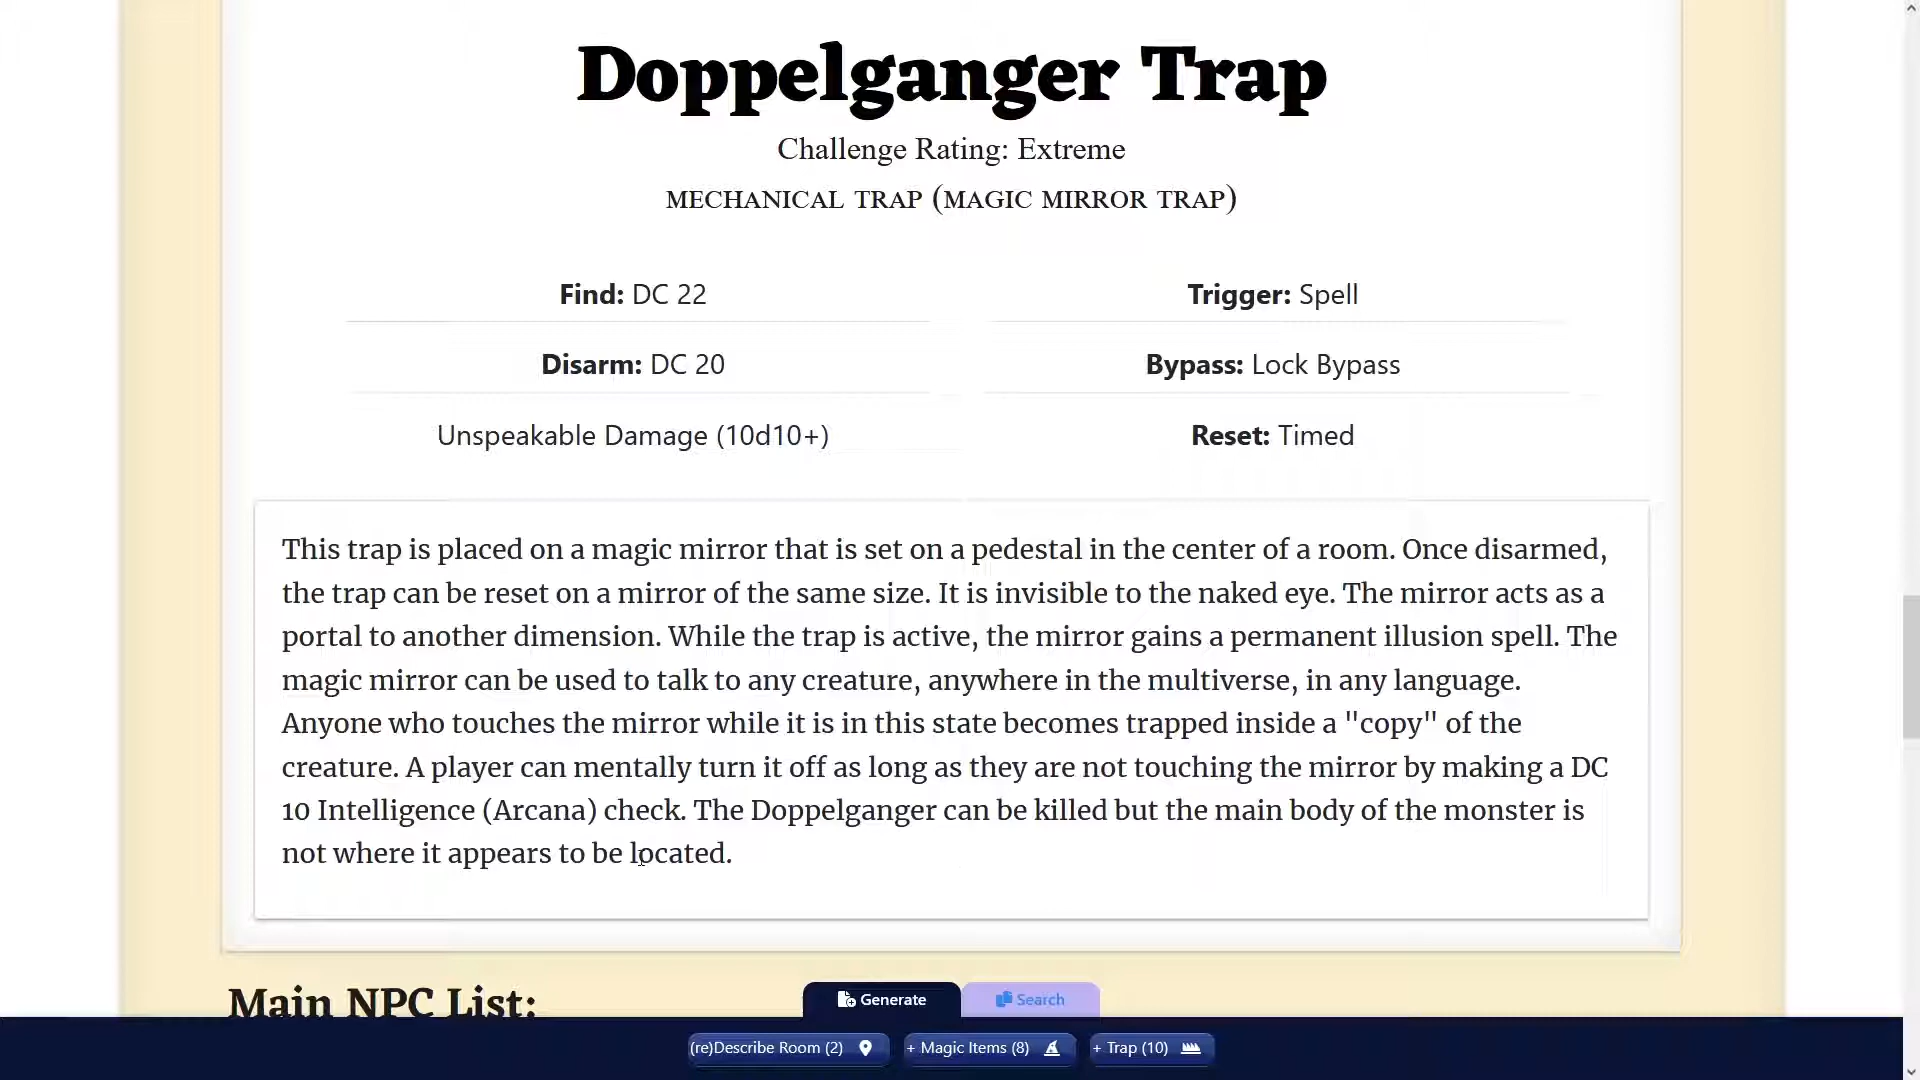 Doppelganger Trap
Challenge Rating: Extreme
MECHANICAL TRAP (MAGIC MIRROR TRAP)
Find: DC 22
Trigger: Spell
Disarm: DC 20
Bypass: Lock Bypass
Unspeakable Damage (10d10+)
Reset: Timed
This trap is placed on a magic mirror that is set on a pedestal in the center of a room. Once disarmed,
the trap can be reset on a mirror of the same size. It is invisible to the naked eye. The mirror acts as a
portal to another dimension. While the trap is active, the mirror gains a permanent illusion spell. The
magic mirror can be used to talk to any creature, anywhere in the multiverse, in any language.
Anyone who touches the mirror while it is in this state becomes trapped inside a "copy" of the
creature. A player can mentally turn it off as long as they are not touching the mirror by making a DC
10 Intelligence (Arcana) check. The Doppelganger can be killed but the main body of the monster is
not where it appears to be located.
Main NPC List:
Generate
Search
(re)Describe Room (2)
+ Magic Items (8)
+ Trap (10)